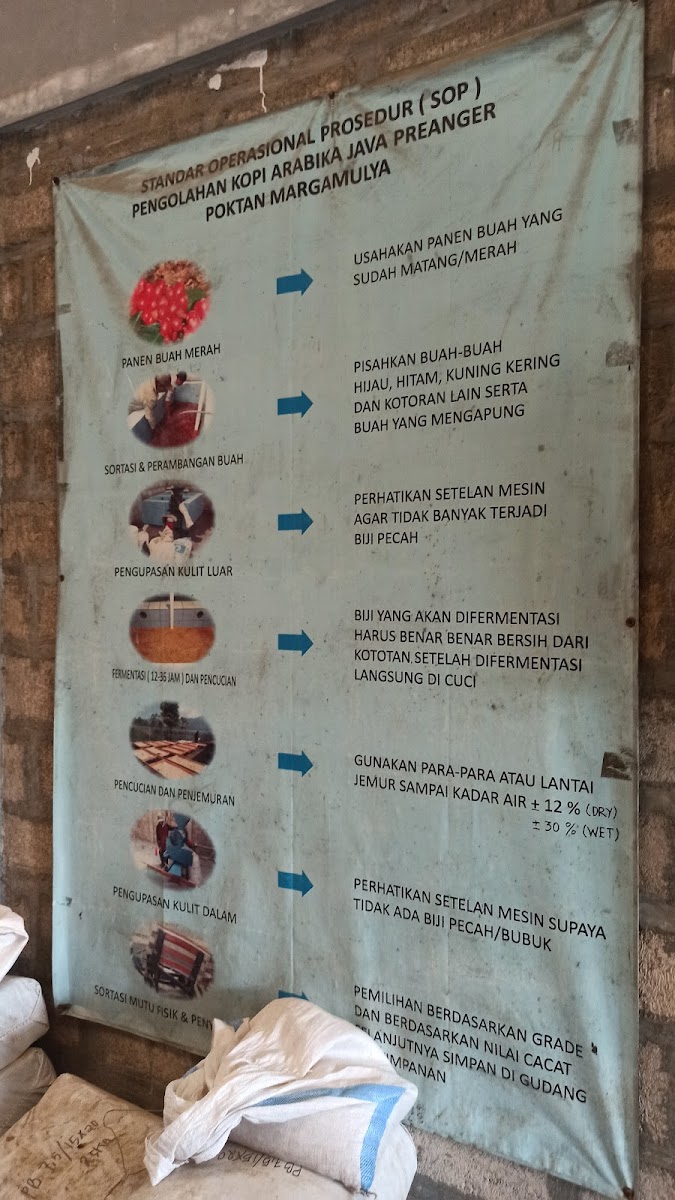 STANDAR OPERASIONAL PROSEDUR ( SOP )
PENGOLAHAN KOPI ARABIKA JAVA PREANGER
POKTAN MARGAMULYA
PANEN BUAH MERAH
USAHAKAN PANEN BUAH YANG
SUDAH MATANG/MERAH
SORTASI & PERAMBANGAN BUAH
PISAHKAN BUAH-BUAH
HIJAU, HITAM, KUNING KERING
DAN KOTORAN LAIN SERTA
BUAH YANG MENGAPUNG
PENGUPASAN KULIT LUAR
PERHATIKAN SETELAN MESIN
AGAR TIDAK BANYAK TERJADI
BIJI PECAH
FERMENTASI ( 12-36 JAM ) DAN PENCUCIAN
BIJI YANG AKAN DIFERMENTASI
HARUS BENAR BENAR BERSIH DARI
KOTOTAN.SETELAH DIFERMENTASI
LANGSUNG DI CUCI
PENCUCIAN DAN PENJEMURAN
GUNAKAN PARA-PARA ATAU LANTAI
JEMUR SAMPAI KADAR AIR ± 12 % (DRY)
± 30 % (WET)
PENGUPASAN KULIT DALAM
PERHATIKAN SETELAN MESIN SUPAYA
TIDAK ADA BIJI PECAH/BUBUK
SORTASI MUTU FISIK &
PEMILIHAN BERDASARKAN GRADE
DAN BERDASARKAN NILAI CACAT
SELANJUTNYA SIMPAN DI GUDANG